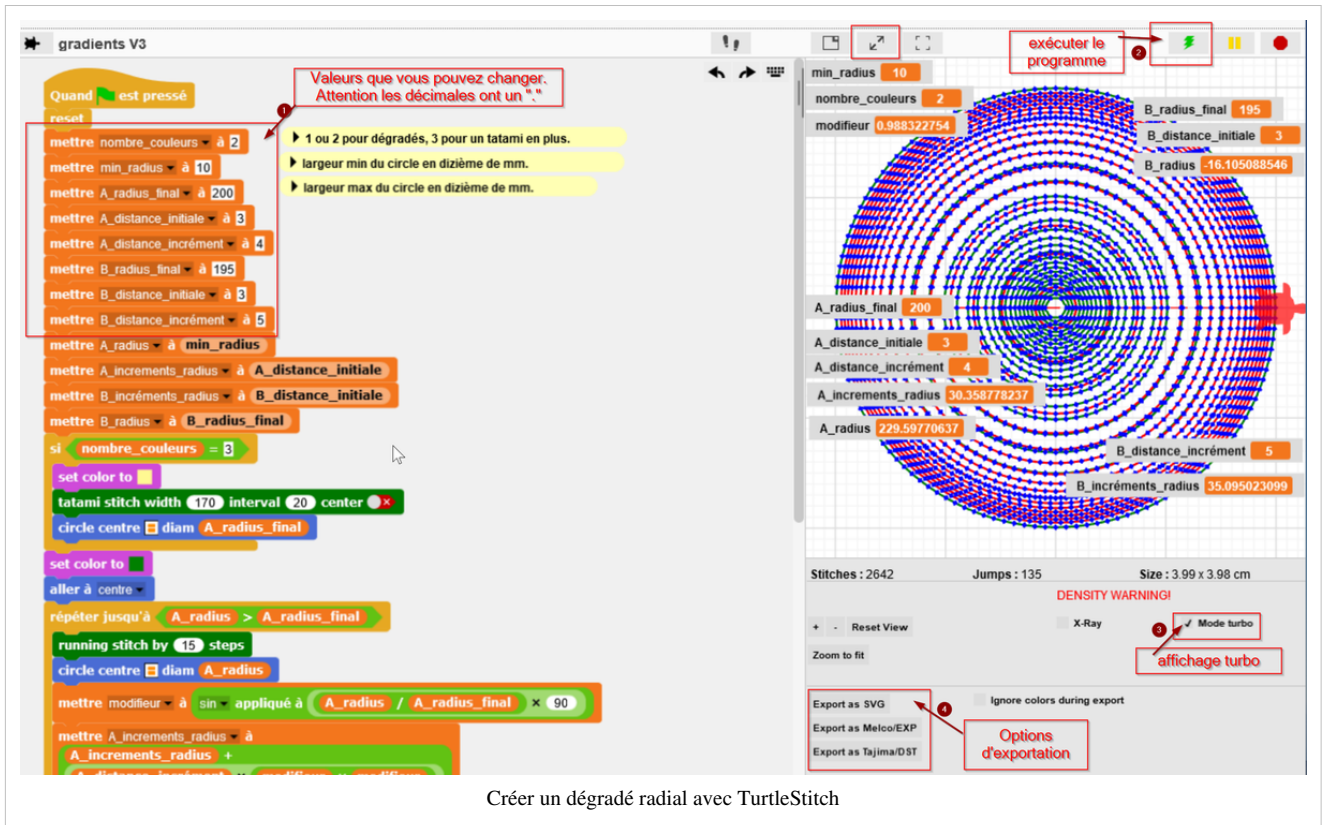 gradients V3
exécuter le
programme
2
Valeurs que vous pouvez changer.
Attention les décimales ont un "."
1
Quand est pressé
reset
mettre nombre_couleurs à 2
1 ou 2 pour dégradés, 3 pour un tatami en plus.
mettre min_radius à 10
largeur min du circle en dizième de mm.
mettre A_radius_final à 200
largeur max du circle en dizième de mm.
mettre A_distance_initiale à 3
mettre A_distance_incrément à 4
mettre B_radius_final à 195
mettre B_distance_initiale à 3
mettre B_distance_incrément à 5
mettre A_radius à min_radius
mettre A_increments_radius à A_distance_initiale
mettre B_incréments_radius à B_distance_initiale
mettre B_radius à B_radius_final
si nombre_couleurs = 3
set color to
tatami stitch width 170 interval 20 center
circle centre diam A_radius_final
set color to
aller à centre
répéter jusqu'à A_radius > A_radius_final
running stitch by 15 steps
circle centre diam A_radius
mettre modifieur à sin appliqué à A_radius / A_radius_final × 90
mettre A_increments_radius à
A_increments_radius +
A_distance_incrément × modifieur × modifieur
min_radius 10
nombre_couleurs 2
modifieur 0.988322754
B_radius_final 195
B_distance_initiale 3
B_radius -16.105088546
A_radius_final 200
A_distance_initiale 3
A_distance_incrément 4
A_increments_radius 30.358778237
A_radius 229.59770637
B_distance_incrément 5
B_incréments_radius 35.095023099
Stitches : 2642
Jumps : 135
Size : 3.99 x 3.98 cm
DENSITY WARNING!
+ - Reset View
X-Ray
3
Mode turbo
Zoom to fit
affichage turbo
Export as SVG
4
Ignore colors during export
Export as Melco/EXP
Export as Tajima/DST
Options
d'exportation
Créer un dégradé radial avec TurtleStitch